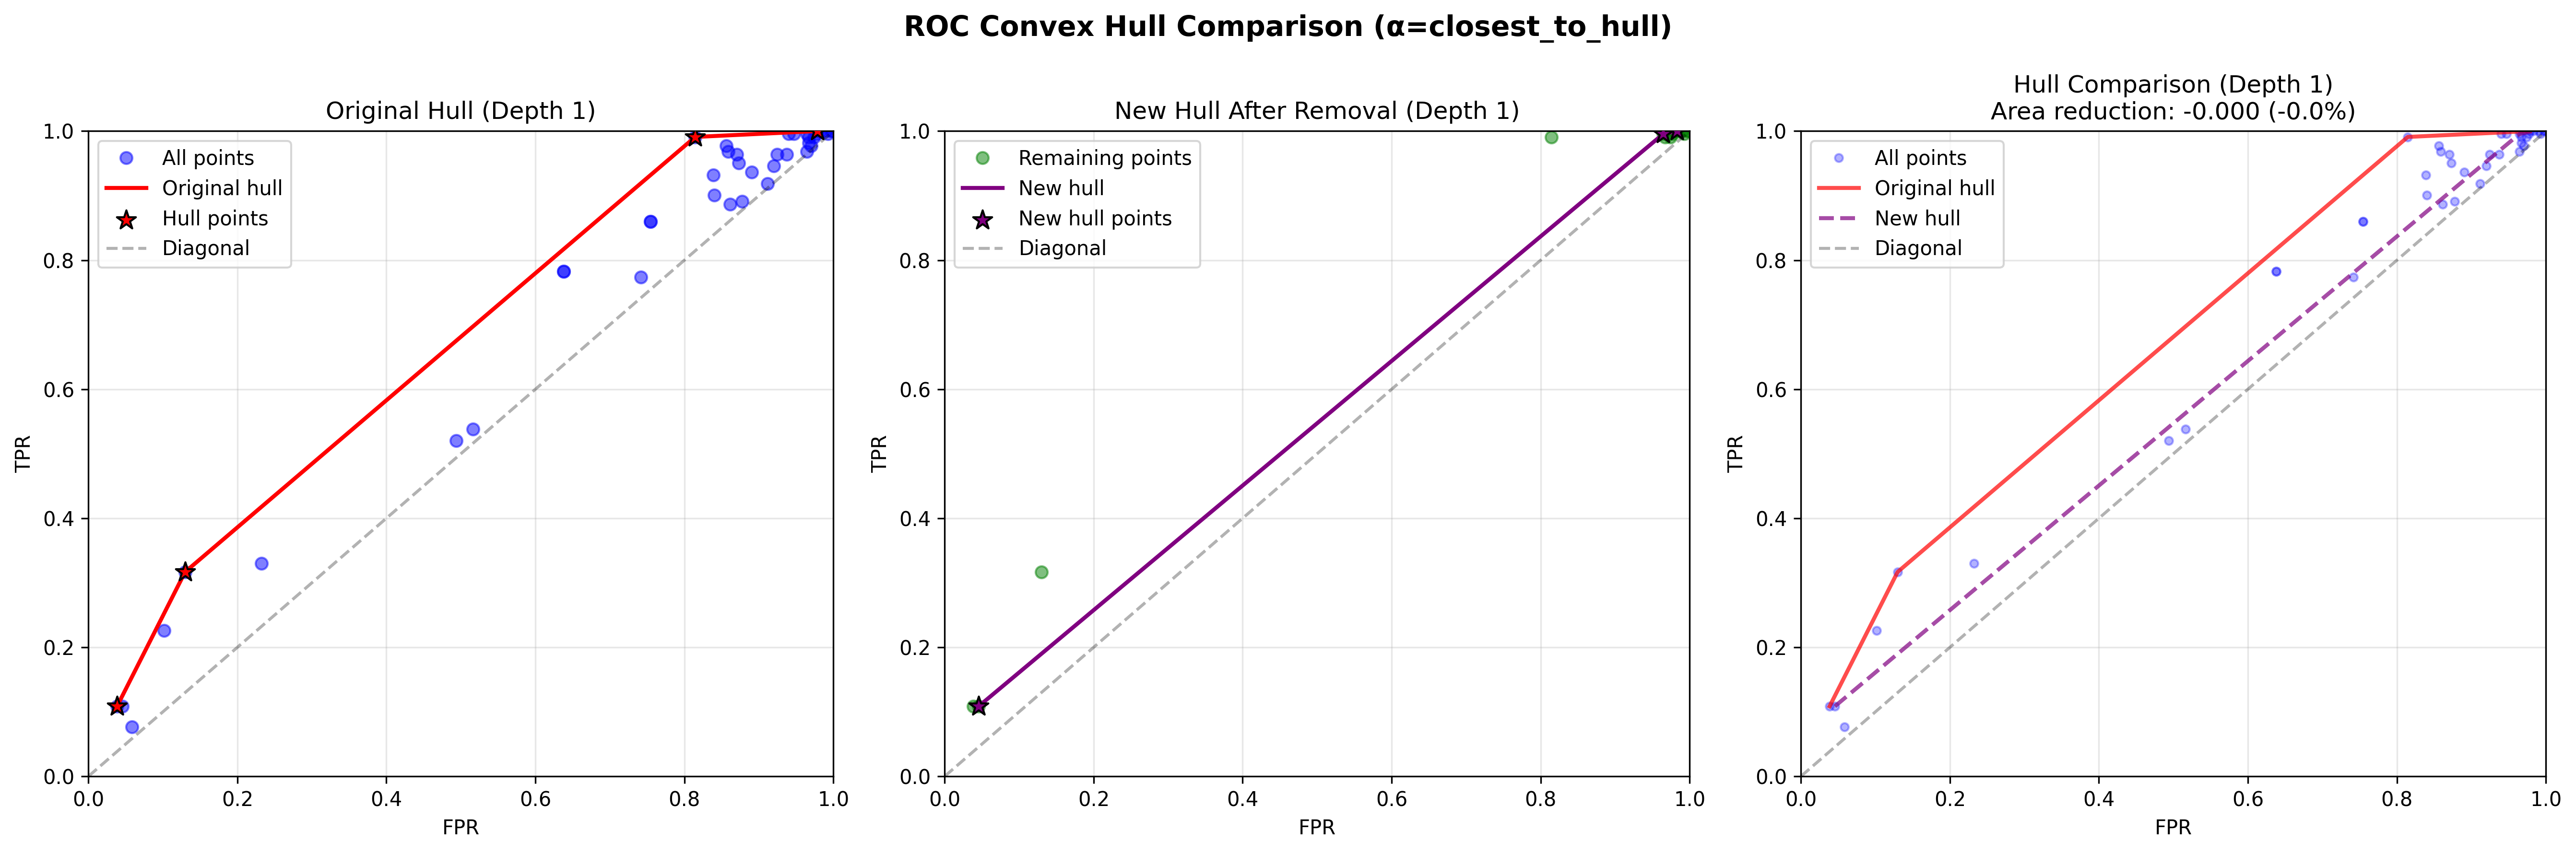 ROC Convex Hull Comparison (α=closest_to_hull)
Original Hull (Depth 1)
All points
Original hull
Hull points
Diagonal
1.0
0.8
0.6
0.4
0.2
0.0
TPR
0.0 0.2 0.4 0.6 0.8 1.0
FPR
New Hull After Removal (Depth 1)
Remaining points
New hull
New hull points
Diagonal
1.0
0.8
0.6
0.4
0.2
0.0
TPR
0.0 0.2 0.4 0.6 0.8 1.0
FPR
Hull Comparison (Depth 1)
Area reduction: -0.000 (-0.0%)
All points
Original hull
New hull
Diagonal
1.0
0.8
0.6
0.4
0.2
0.0
TPR
0.0 0.2 0.4 0.6 0.8 1.0
FPR